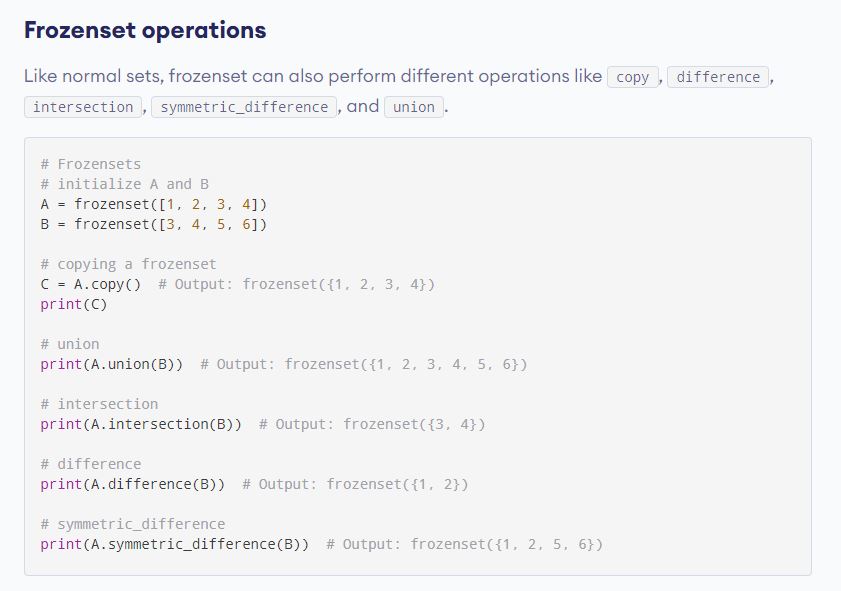 Frozenset operations
Like normal sets, frozenset can also perform different operations like copy, difference,
intersection, symmetric_difference, and union.
# Frozensets
# initialize A and B
A = frozenset([1, 2, 3, 4])
B = frozenset([3, 4, 5, 6])

# copying a frozenset
C = A.copy()  # Output: frozenset({1, 2, 3, 4})
print(C)

# union
print(A.union(B))  # Output: frozenset({1, 2, 3, 4, 5, 6})

# intersection
print(A.intersection(B))  # Output: frozenset({3, 4})

# difference
print(A.difference(B))  # Output: frozenset({1, 2})

# symmetric_difference
print(A.symmetric_difference(B))  # Output: frozenset({1, 2, 5, 6})